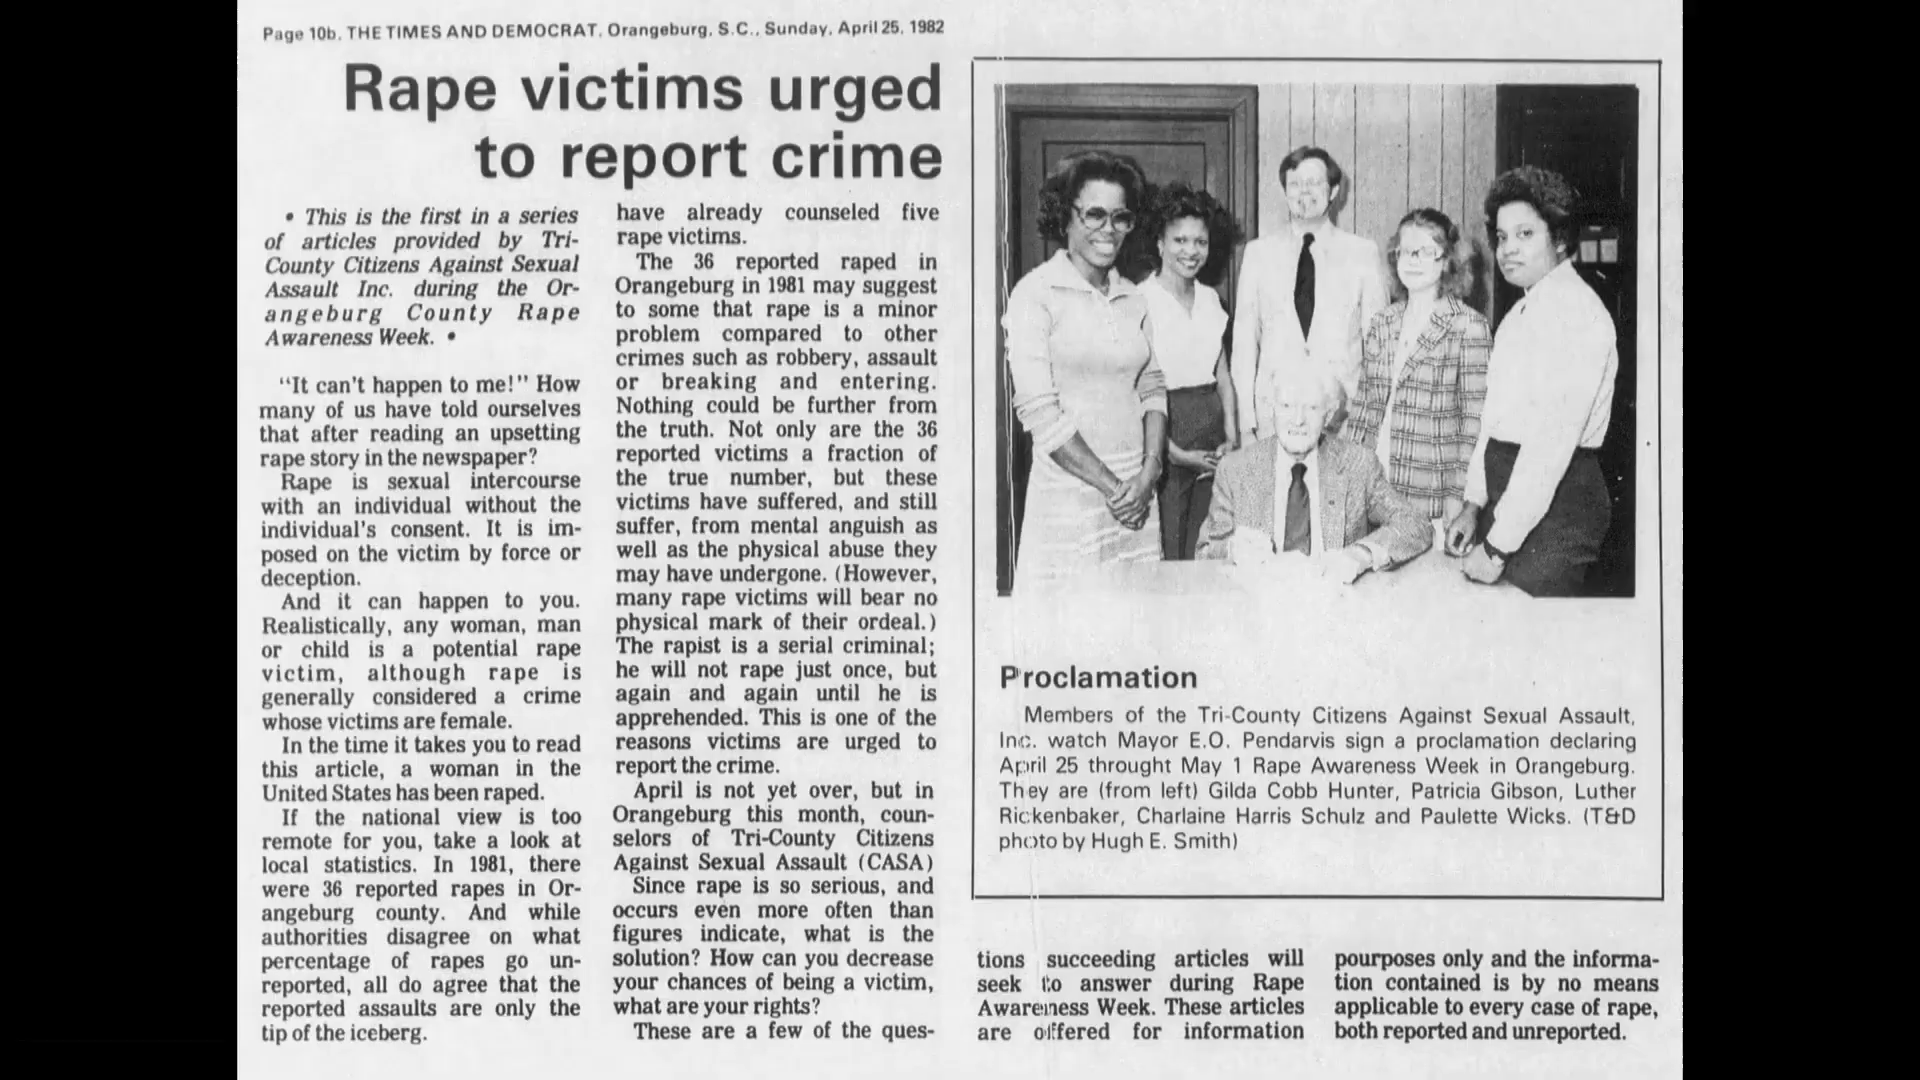 Page 10b, THE TIMES AND DEMOCRAT, Orangeburg, S.C., Sunday, April 25, 1982
Rape victims urged
to report crime
• This is the first in a series
of articles provided by Tri-
County Citizens Against Sexual
Assault Inc. during the Or-
angeburg County Rape
Awareness Week. •
"It can't happen to me!" How
many of us have told ourselves
that after reading an upsetting
rape story in the newspaper?
Rape is sexual intercourse
with an individual without the
individual's consent. It is im-
posed on the victim by force or
deception.
And it can happen to you.
Realistically, any woman, man
or child is a potential rape
victim, although rape is
generally considered a crime
whose victims are female.
In the time it takes you to read
this article, a woman in the
United States has been raped.
If the national view is too
remote for you, take a look at
local statistics. In 1981, there
were 36 reported rapes in Or-
angeburg county. And while
authorities disagree on what
percentage of rapes go un-
reported, all do agree that the
reported assaults are only the
tip of the iceberg.
have already counseled five
rape victims.
The 36 reported raped in
Orangeburg in 1981 may suggest
to some that rape is a minor
problem compared to other
crimes such as robbery, assault
or breaking and entering.
Nothing could be further from
the truth. Not only are the 36
reported victims a fraction of
the true number, but these
victims have suffered, and still
suffer, from mental anguish as
well as the physical abuse they
may have undergone. (However,
many rape victims will bear no
physical mark of their ordeal.)
The rapist is a serial criminal;
he will not rape just once, but
again and again until he is
apprehended. This is one of the
reasons victims are urged to
report the crime.
April is not yet over, but in
Orangeburg this month, coun-
selors of Tri-County Citizens
Against Sexual Assault (CASA)
Since rape is so serious, and
occurs even more often than
figures indicate, what is the
solution? How can you decrease
your chances of being a victim,
what are your rights?
These are a few of the ques-
Proclamation
Members of the Tri-County Citizens Against Sexual Assault,
Inc. watch Mayor E.O. Pendarvis sign a proclamation declaring
April 25 throught May 1 Rape Awareness Week in Orangeburg.
They are (from left) Gilda Cobb Hunter, Patricia Gibson, Luther
Rickenbaker, Charlaine Harris Schulz and Paulette Wicks. (T&D
photo by Hugh E. Smith)
tions succeeding articles will
seek to answer during Rape
Awareness Week. These articles
are offered for information
pourposes only and the informa-
tion contained is by no means
applicable to every case of rape,
both reported and unreported.